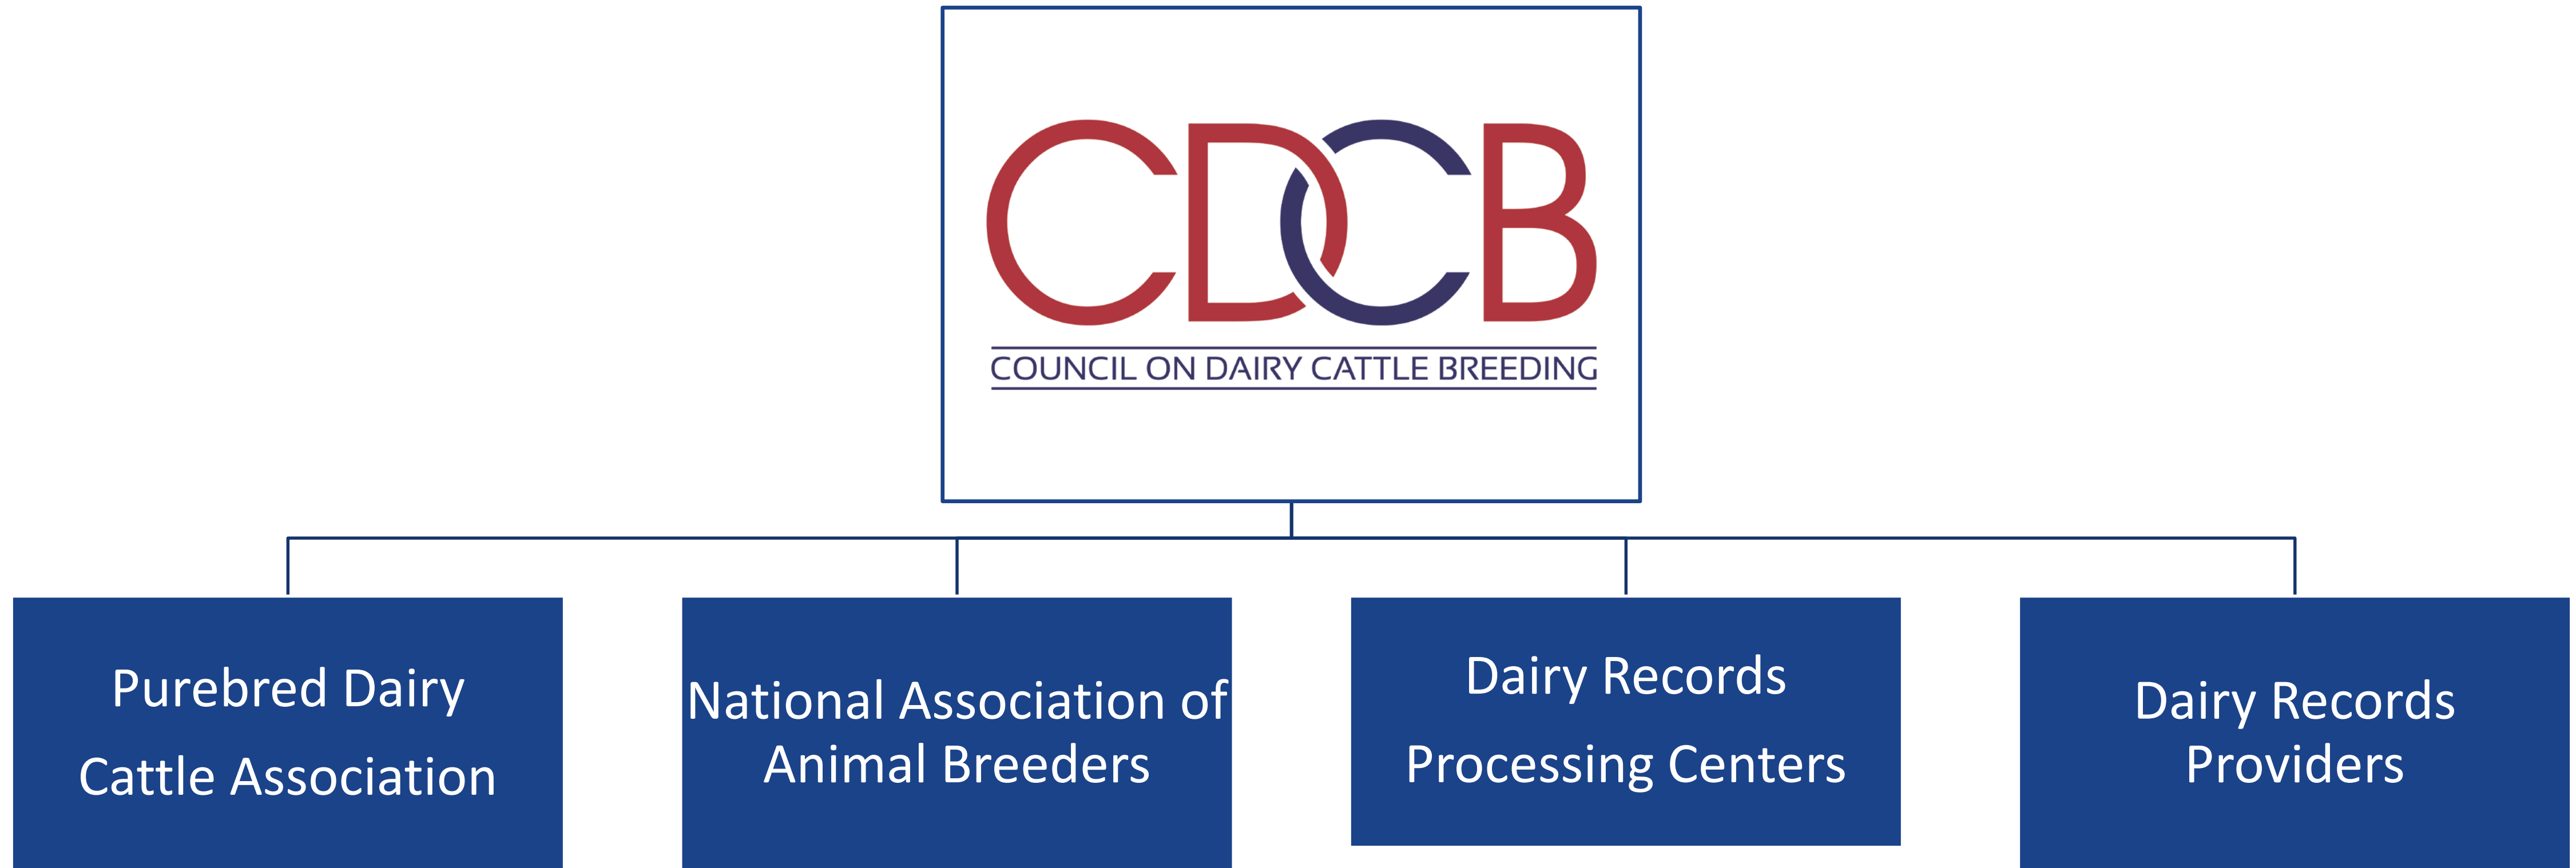 CDCB
COUNCIL ON DAIRY CATTLE BREEDING
Purebred Dairy
Cattle Association
National Association of
Animal Breeders
Dairy Records
Processing Centers
Dairy Records
Providers